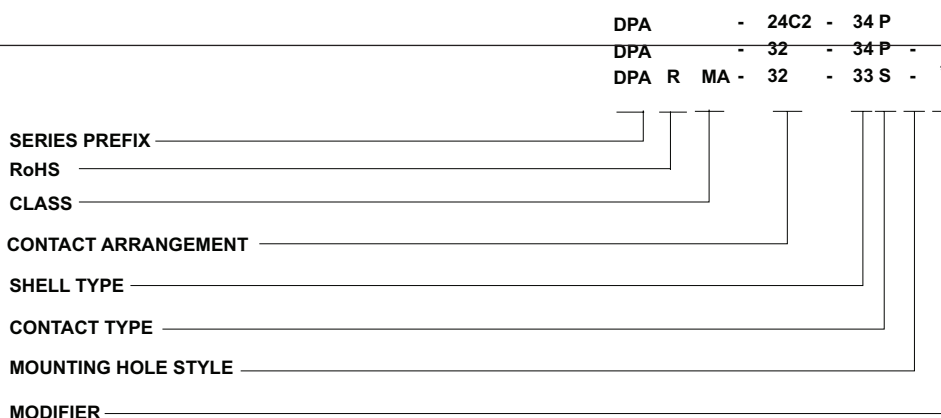 DPA - 24C2 - 34 P
DPA - 32 - 34 P -
DPA R MA - 32 - 33 S -
SERIES PREFIX
RoHS
CLASS
CONTACT ARRANGEMENT
SHELL TYPE
CONTACT TYPE
MOUNTING HOLE STYLE
MODIFIER